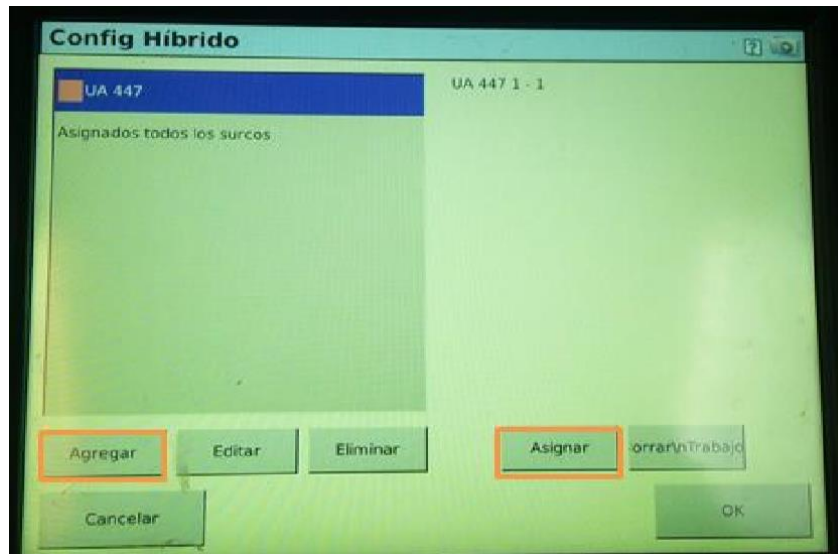 Config Híbrido
UA 447
UA 447 1 - 1
Asignados todos los surcos
Agregar
Editar
Eliminar
Asignar
orrar\nTrabajo
Cancelar
OK